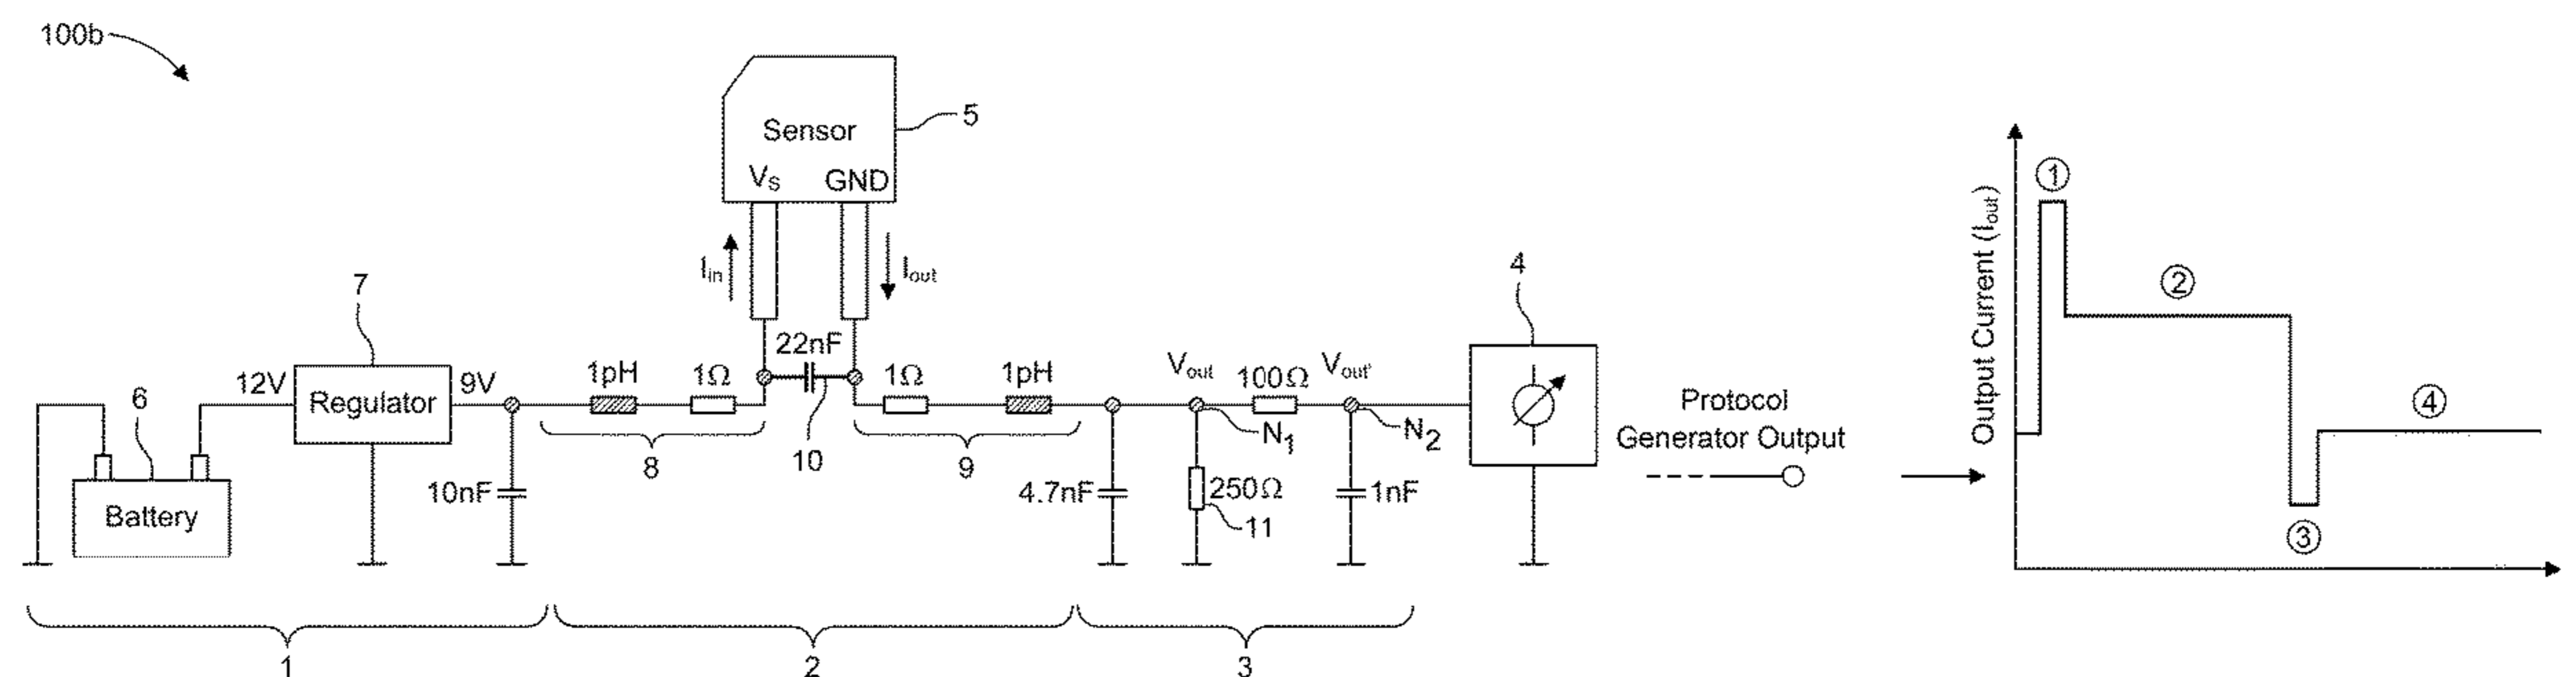 100b
Sensor
5
VS
GND
Iin
Iout
7
12V
Regulator
9V
1pH
1Ω
22nF
1Ω
1pH
Vout
100Ω
Vout'
4
6
Battery
10nF
8
10
9
4.7nF
250Ω
11
N1
1nF
N2
Protocol
Generator Output
Output Current (Iout)
①
②
③
④
1
2
3